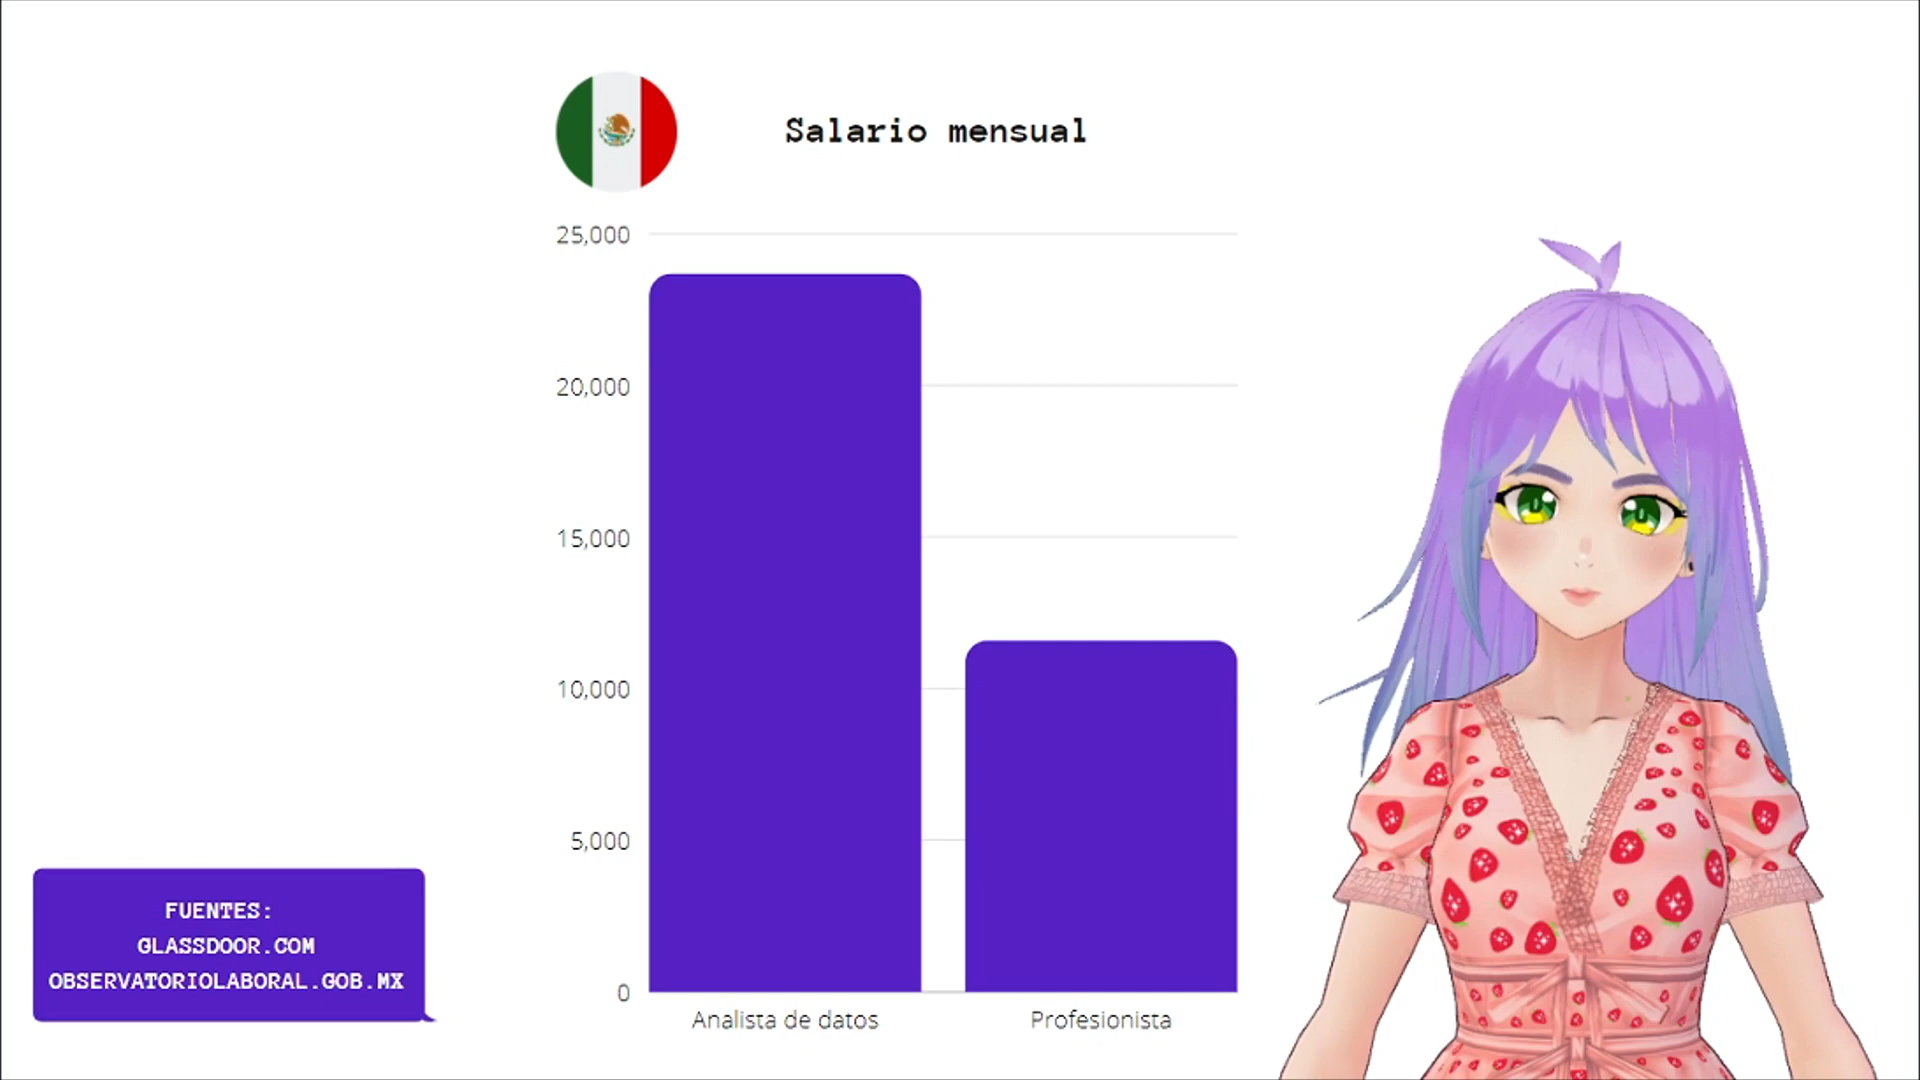 Salario mensual
25,000
20,000
15,000
10,000
5,000
0
Analista de datos
Profesionista
FUENTES:
GLASSDOOR.COM
OBSERVATORIOLABORAL.GOB.MX